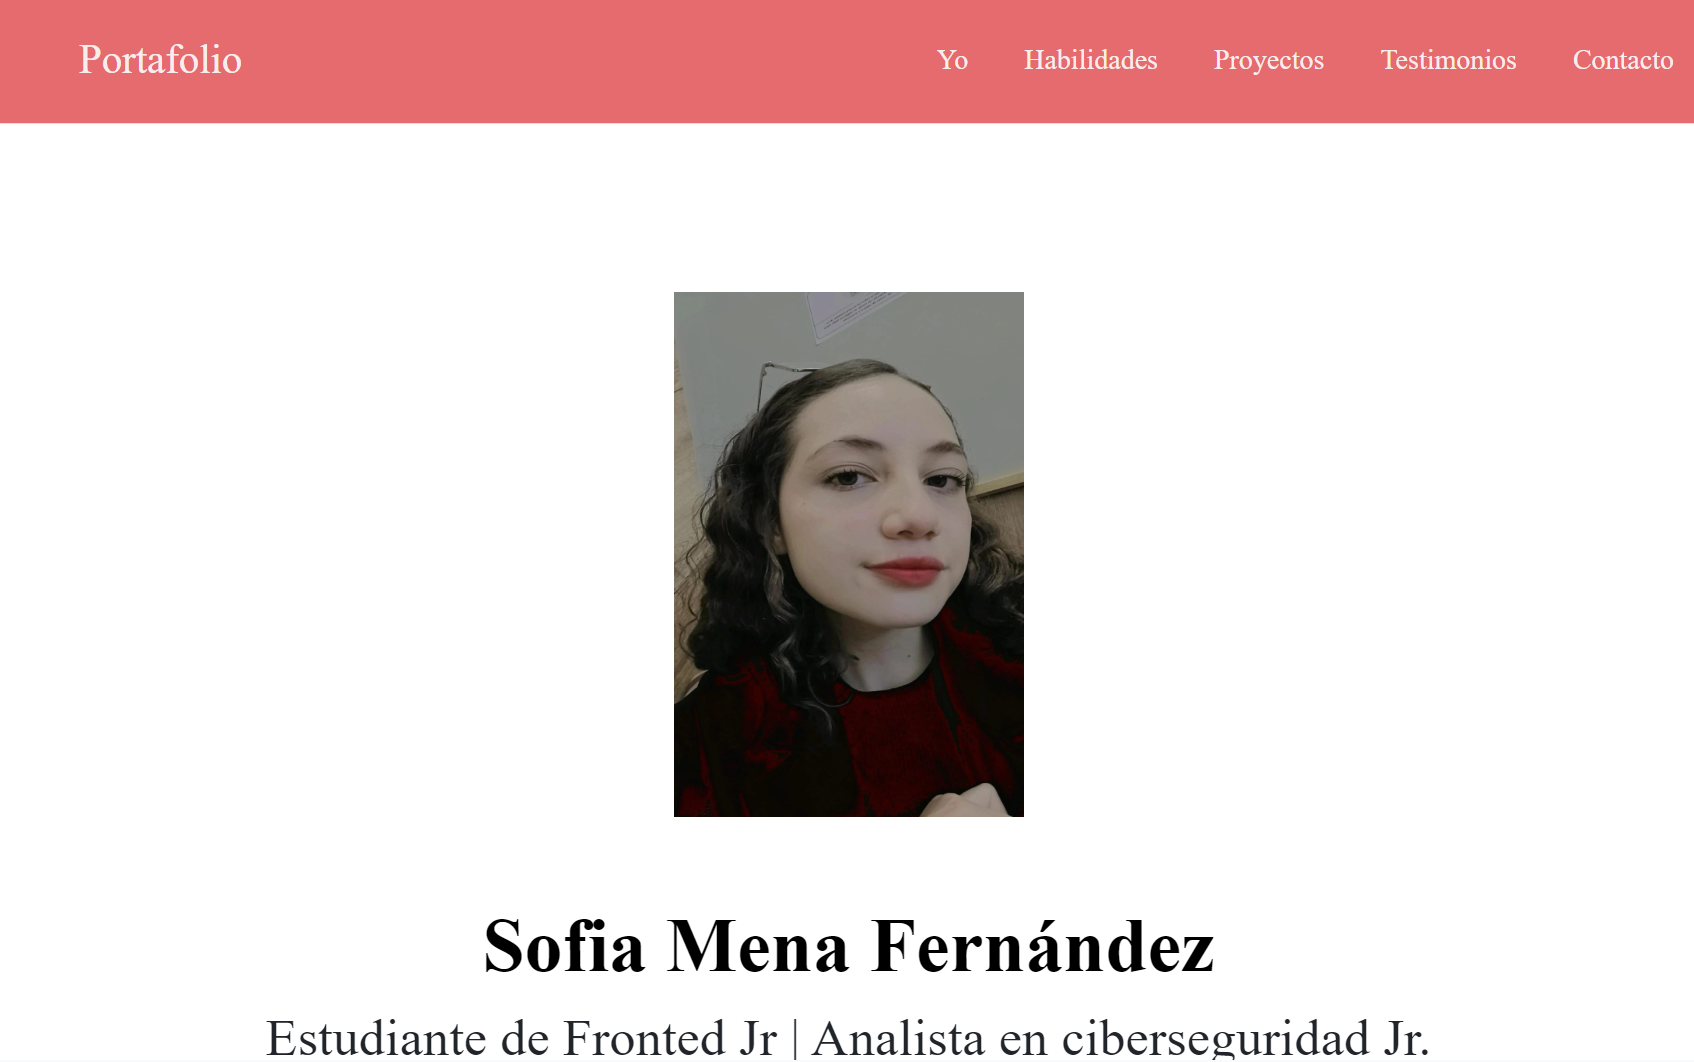 Portafolio
Yo Habilidades Proyectos Testimonios Contacto
Sofia Mena Fernández
Estudiante de Fronted Jr | Analista en ciberseguridad Jr.